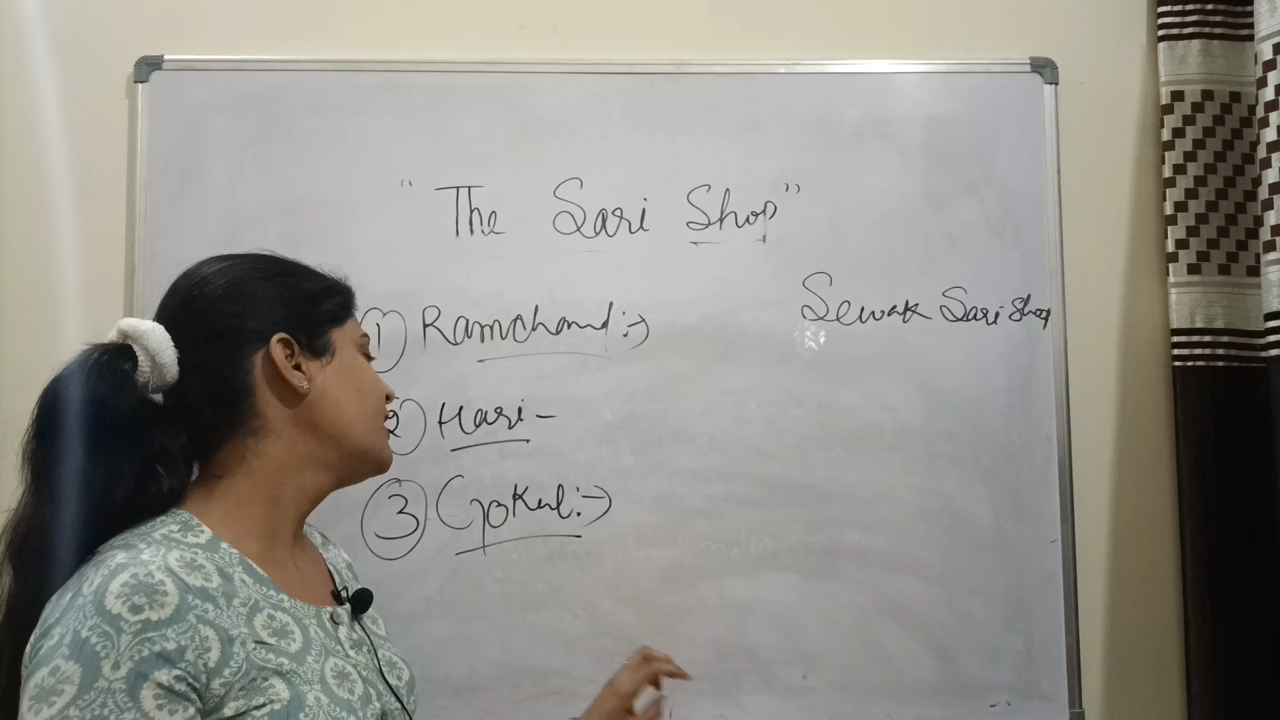 "The Sari Shop"
Sewak Sari Shop
① Ramchand :→
② Hari -
③ Gokul :→